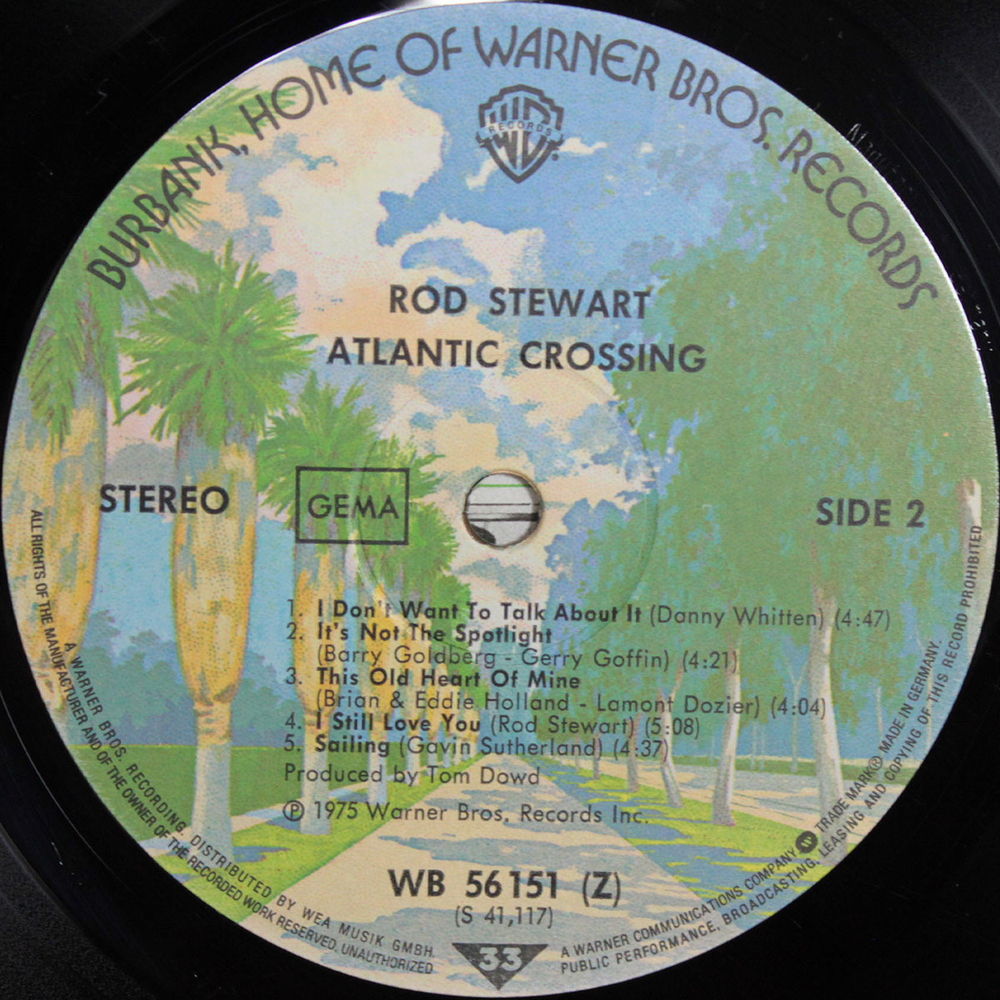 BURBANK, HOME OF WARNER BROS. RECORDS
RECORDS
ROD STEWART
ATLANTIC CROSSING
STEREO
GEMA
SIDE 2
1. I Don't Want To Talk About It (Danny Whitten) (4:47)
2. It's Not The Spotlight
(Barry Goldberg - Gerry Goffin) (4:21)
3. This Old Heart Of Mine
(Brian & Eddie Holland - Lamont Dozier) (4:04)
4. I Still Love You (Rod Stewart) (5:08)
5. Sailing (Gavin Sutherland) (4:37)
Produced by Tom Dowd
℗ 1975 Warner Bros, Records Inc.
WB 56 151 (Z)
(S 41,117)
33
A WARNER BROS. RECORDING. DISTRIBUTED BY WEA MUSIK GMBH.
A WARNER COMMUNICATIONS COMPANY TRADE MARK® MADE IN GERMANY.
ALL RIGHTS OF THE MANUFACTURER AND OF THE OWNER OF THE RECORDED WORK RESERVED. UNAUTHORIZED
PUBLIC PERFORMANCE, BROADCASTING, LEASING AND COPYING OF THIS RECORD PROHIBITED